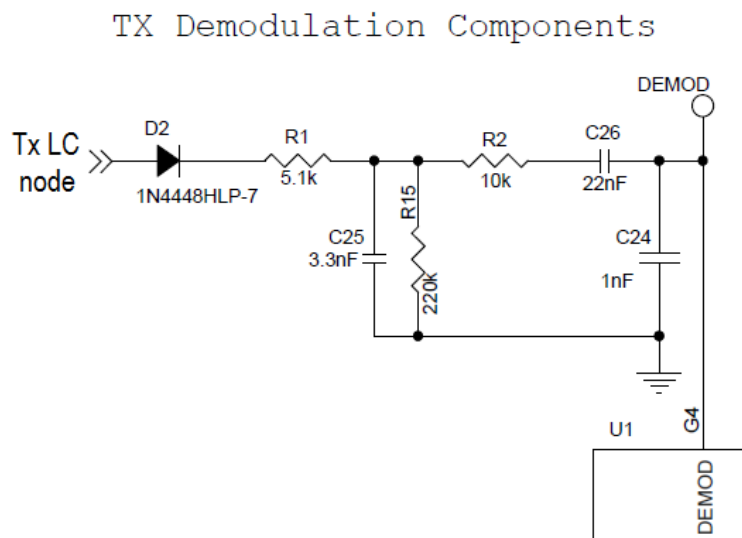 TX Demodulation Components
DEMOD
Tx LC
node
D2
1N4448HLP-7
R1
5.1k
R2
10k
C26
22nF
C25
3.3nF
R15
220k
C24
1nF
U1
G4
DEMOD